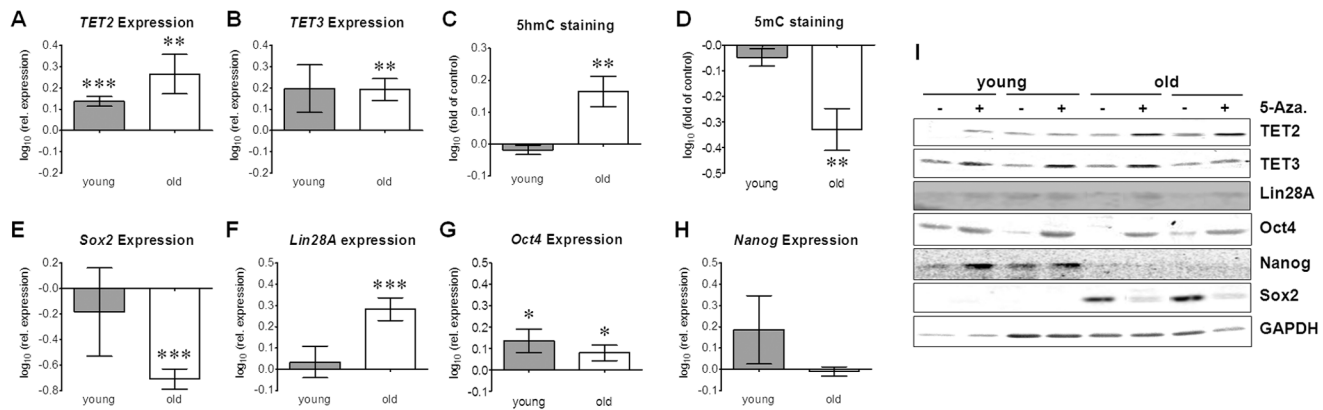 A TET2 Expression
log10 (rel. expression)
0.4
0.3
0.2
0.1
0.0
0.1
0.2
***
**
young old
B TET3 Expression
log10 (rel. expression)
0.4
0.3
0.2
0.1
0.0
0.1
0.2
**
young old
C 5hmC staining
log10 (fold of control)
0.3
0.2
0.1
0.0
0.1
**
young old
D 5mC staining
log10 (fold of control)
-0.0
-0.1
-0.2
-0.3
-0.4
-0.5
**
young old
E Sox2 Expression
log10 (rel. expression)
0.2
-0.0
-0.2
-0.4
-0.6
-0.8
***
young old
F Lin28A expression
log10 (rel. expression)
0.5
0.4
0.3
0.2
0.1
0.0
0.1
***
young old
G Oct4 Expression
log10 (rel. expression)
0.5
0.4
0.3
0.2
0.1
0.0
0.1
*
*
young old
H Nanog Expression
log10 (rel. expression)
0.5
0.4
0.3
0.2
0.1
0.0
0.1
young old
I
young old
- + - + - + - + 5-Aza.
TET2
TET3
Lin28A
Oct4
Nanog
Sox2
GAPDH